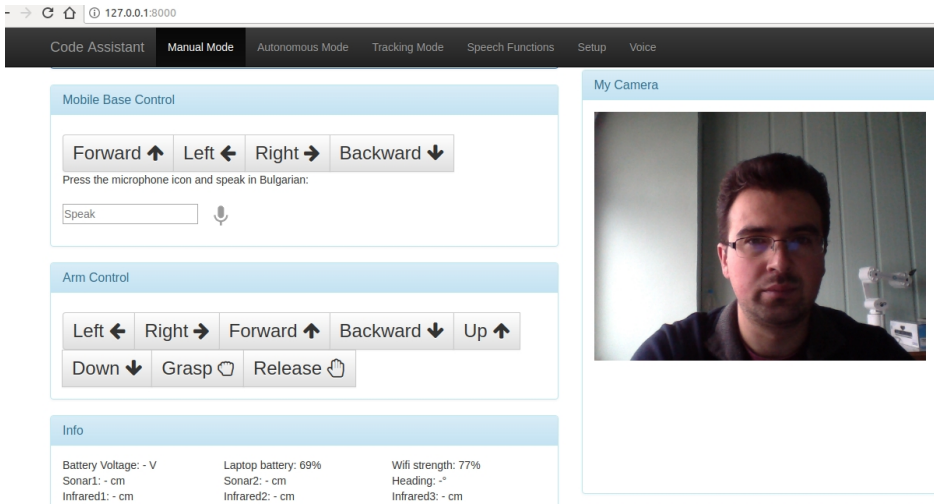 127.0.0.1:8000
Code Assistant Manual Mode Autonomous Mode Tracking Mode Speech Functions Setup Voice
Mobile Base Control
Forward Left Right Backward
Press the microphone icon and speak in Bulgarian:
Speak
Arm Control
Left Right Forward Backward Up
Down Grasp Release
Info
Battery Voltage: - V Laptop battery: 69% Wifi strength: 77%
Sonar1: - cm Sonar2: - cm Heading: -°
Infrared1: - cm Infrared2: - cm Infrared3: - cm
My Camera